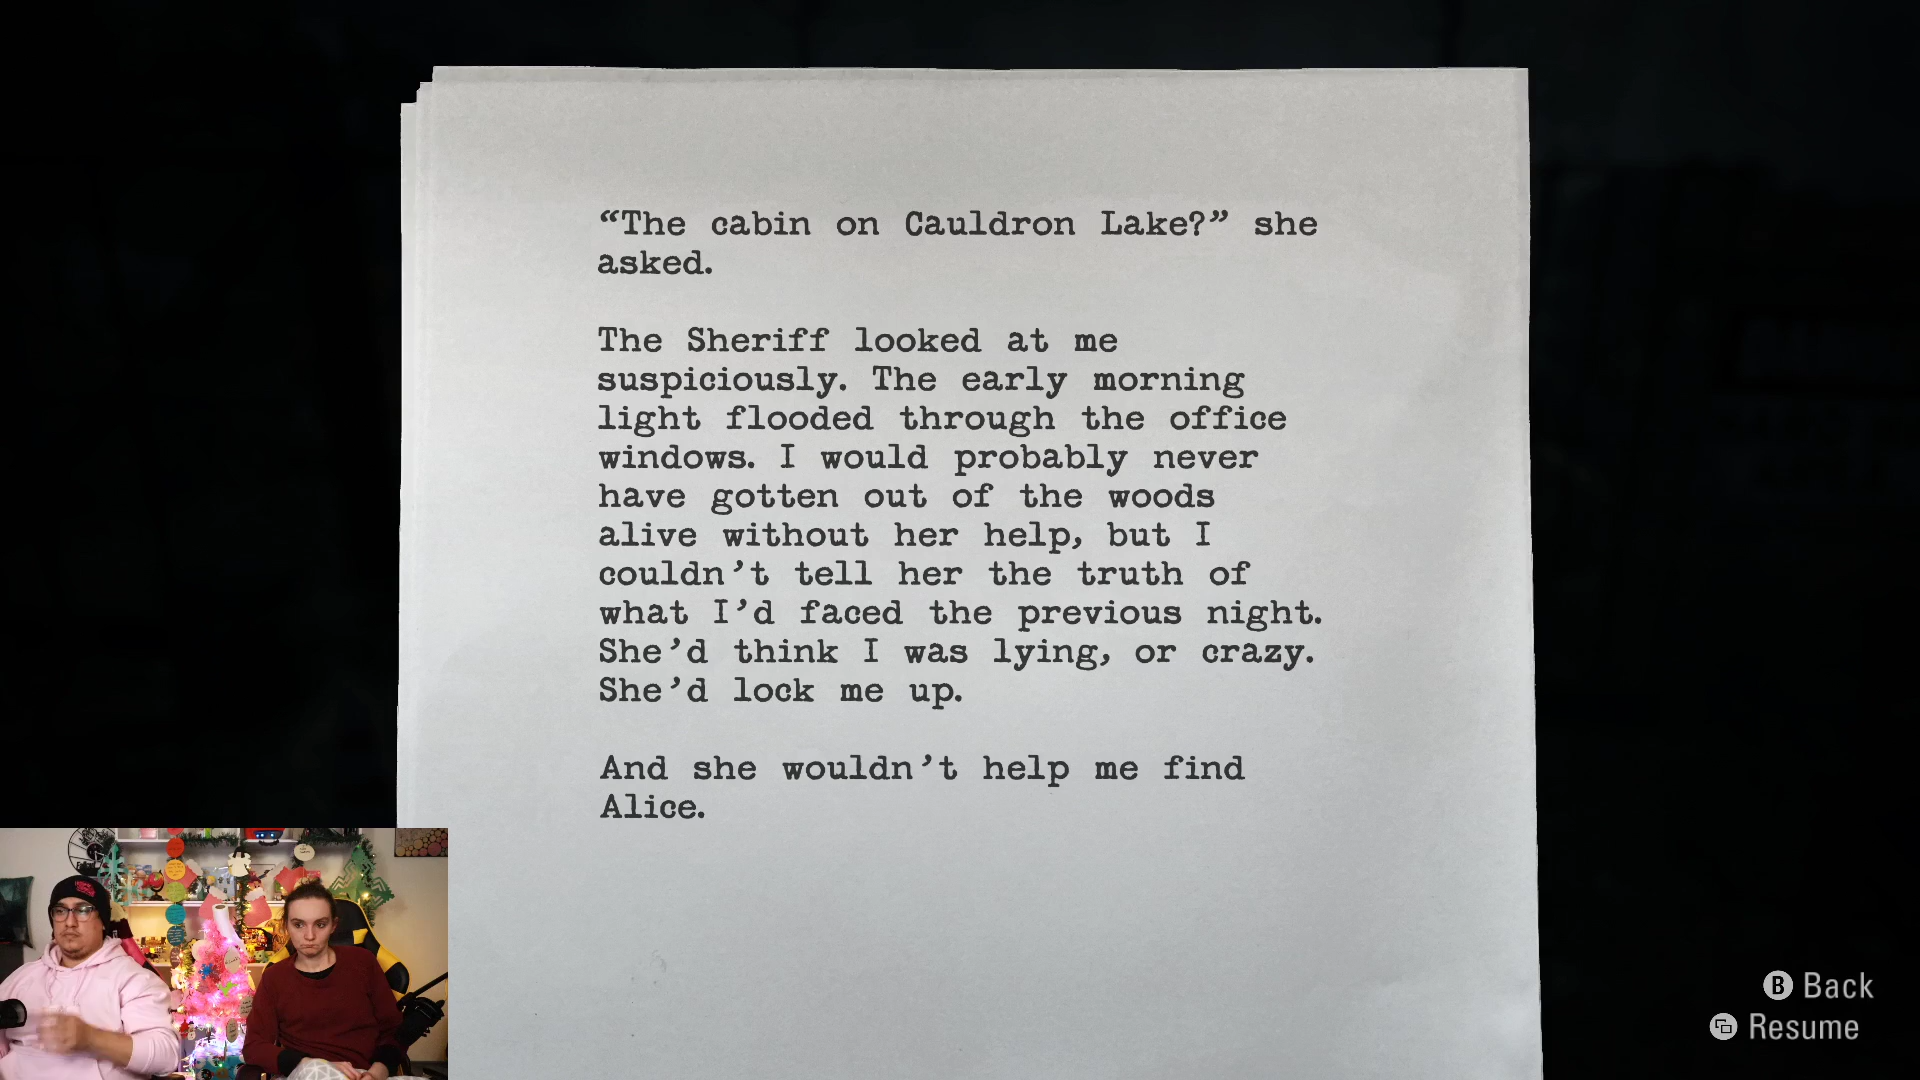 “The cabin on Cauldron Lake?” she
asked.
The Sheriff looked at me
suspiciously. The early morning
light flooded through the office
windows. I would probably never
have gotten out of the woods
alive without her help, but I
couldn’t tell her the truth of
what I’d faced the previous night.
She’d think I was lying, or crazy.
She’d lock me up.
And she wouldn’t help me find
Alice.
B Back
Resume